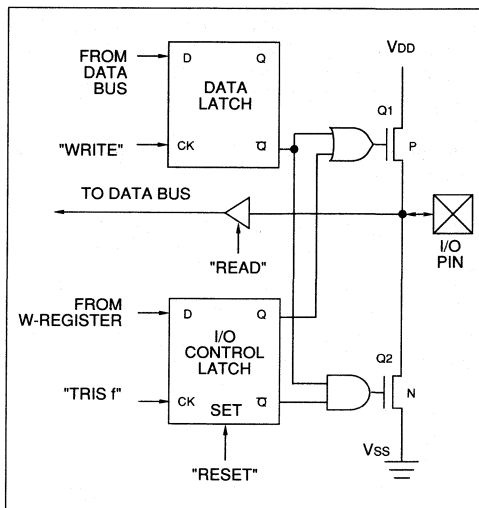 FROM
DATA
BUS
D
Q
DATA
LATCH
"WRITE"
CK
Q̅
VDD
Q1
P
TO DATA BUS
"READ"
I/O
PIN
FROM
W-REGISTER
D
Q
I/O
CONTROL
LATCH
"TRIS f"
CK
Q̅
SET
"RESET"
Q2
N
VSS